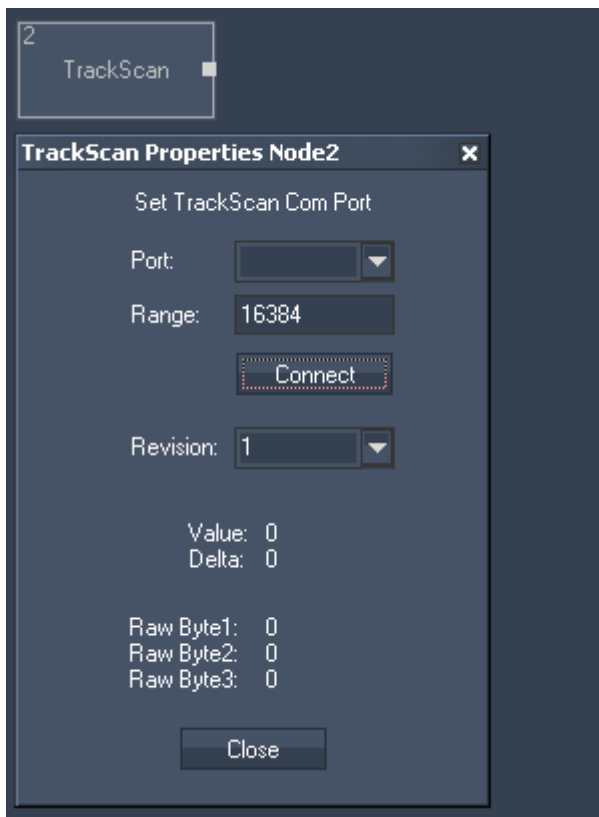 2
TrackScan
TrackScan Properties Node2
Set TrackScan Com Port
Port:
Range: 16384
Connect
Revision: 1
Value: 0
Delta: 0
Raw Byte1: 0
Raw Byte2: 0
Raw Byte3: 0
Close